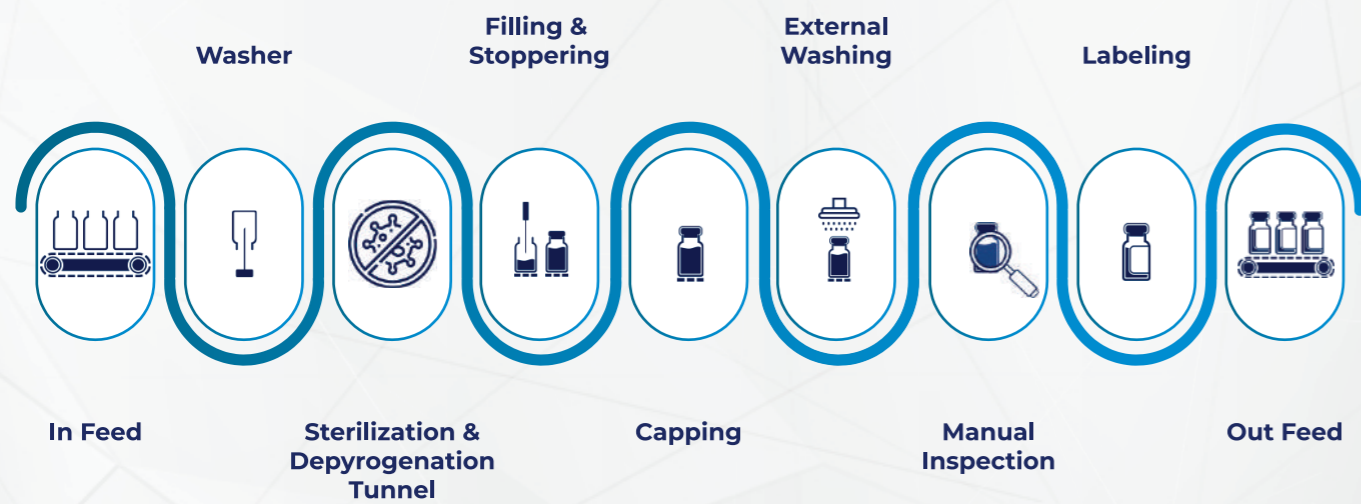 Washer
Filling &
Stoppering
External
Washing
Labeling
In Feed
Sterilization &
Depyrogenation
Tunnel
Capping
Manual
Inspection
Out Feed